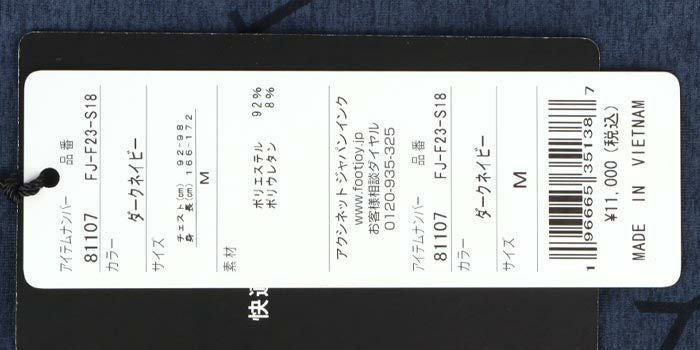 アイテムナンバー 品番
81107 FJ-F23-S18
カラー
ダークネイビー
サイズ
チェスト(cm) 92-98
身長(cm) 166-172
M
素材
ポリエステル 92%
ポリウレタン 8%
アクシネットジャパンインク
www.footjoy.jp
お客様相談ダイヤル
0120-935-325
アイテムナンバー 品番
81107 FJ-F23-S18
カラー
ダークネイビー
サイズ
M
1 96665 35138 7
¥11,000(税込)
MADE IN VIETNAM
快適